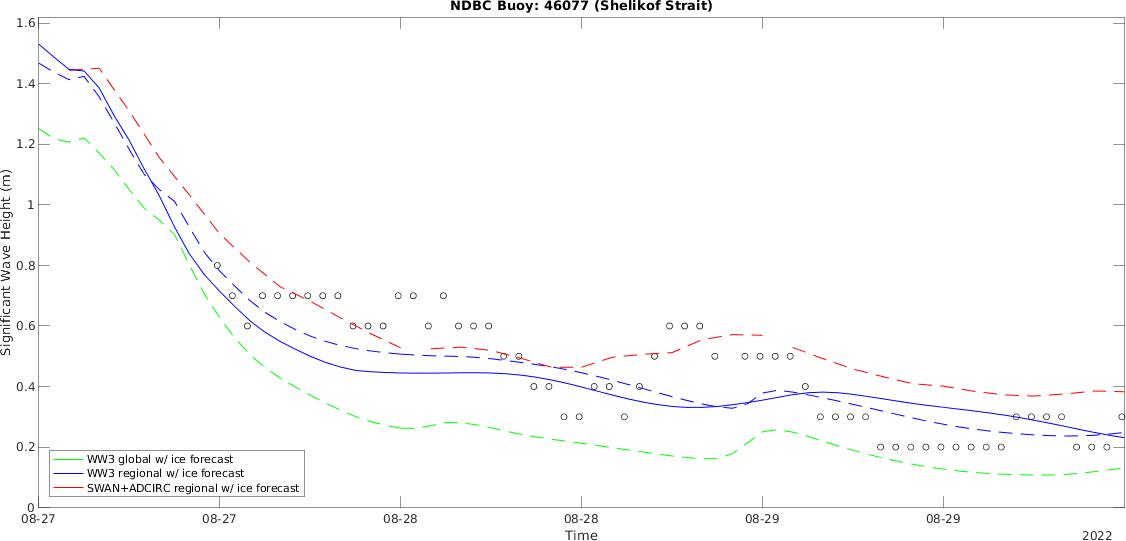 NDBC Buoy: 46077 (Shelikof Strait)
1.6
1.4
1.2
1
0.8
0.6
0.4
0.2
0
Significant Wave Height (m)
WW3 global w/ ice forecast
WW3 regional w/ ice forecast
SWAN+ADCIRC regional w/ ice forecast
08-27 08-27 08-28 08-28 08-29 08-29
Time
2022